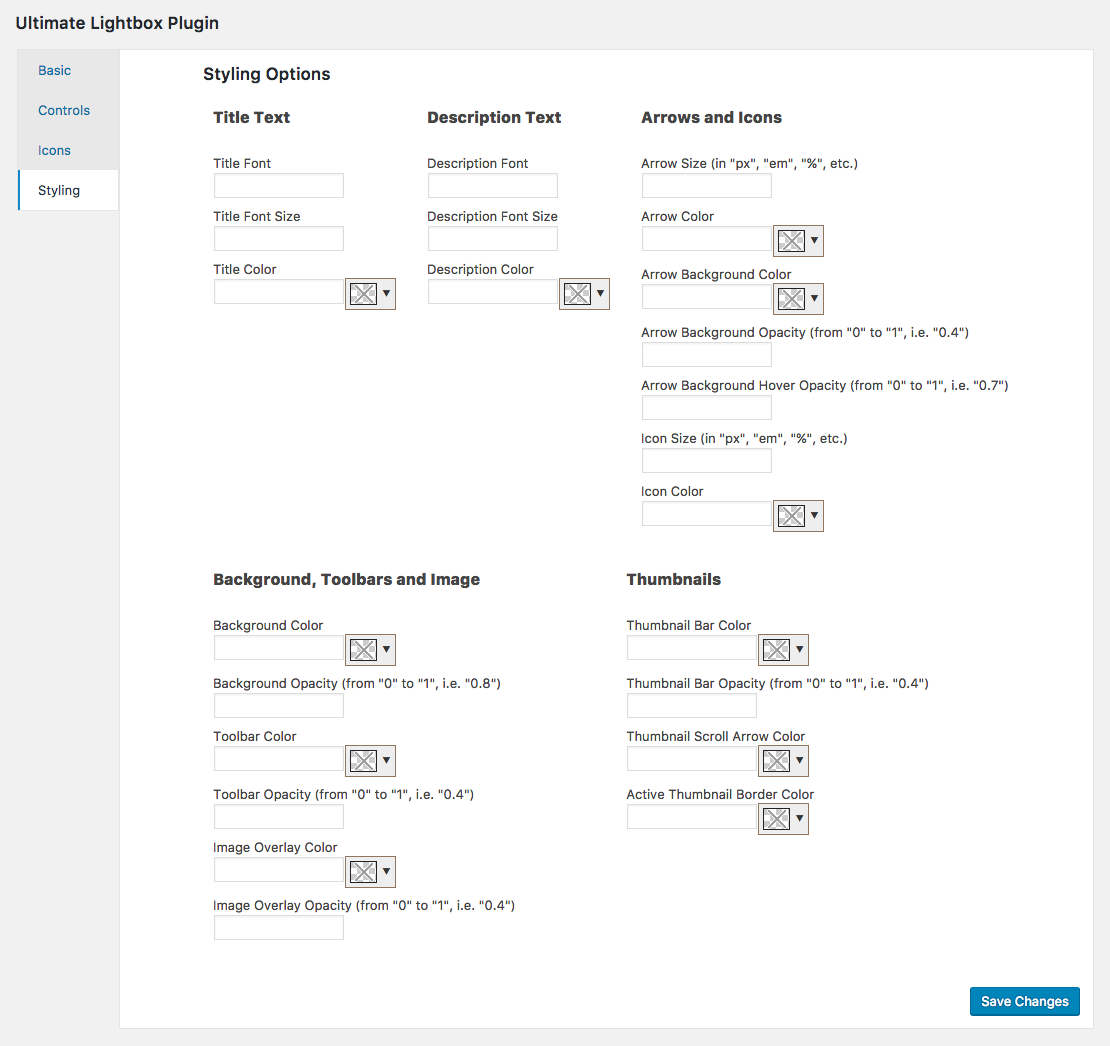 Ultimate Lightbox Plugin
Basic
Controls
Icons
Styling
Styling Options
Title Text
Title Font
Title Font Size
Title Color
Description Text
Description Font
Description Font Size
Description Color
Arrows and Icons
Arrow Size (in "px", "em", "%", etc.)
Arrow Color
Arrow Background Color
Arrow Background Opacity (from "0" to "1", i.e. "0.4")
Arrow Background Hover Opacity (from "0" to "1", i.e. "0.7")
Icon Size (in "px", "em", "%", etc.)
Icon Color
Background, Toolbars and Image
Background Color
Background Opacity (from "0" to "1", i.e. "0.8")
Toolbar Color
Toolbar Opacity (from "0" to "1", i.e. "0.4")
Image Overlay Color
Image Overlay Opacity (from "0" to "1", i.e. "0.4")
Thumbnails
Thumbnail Bar Color
Thumbnail Bar Opacity (from "0" to "1", i.e. "0.4")
Thumbnail Scroll Arrow Color
Active Thumbnail Border Color
Save Changes